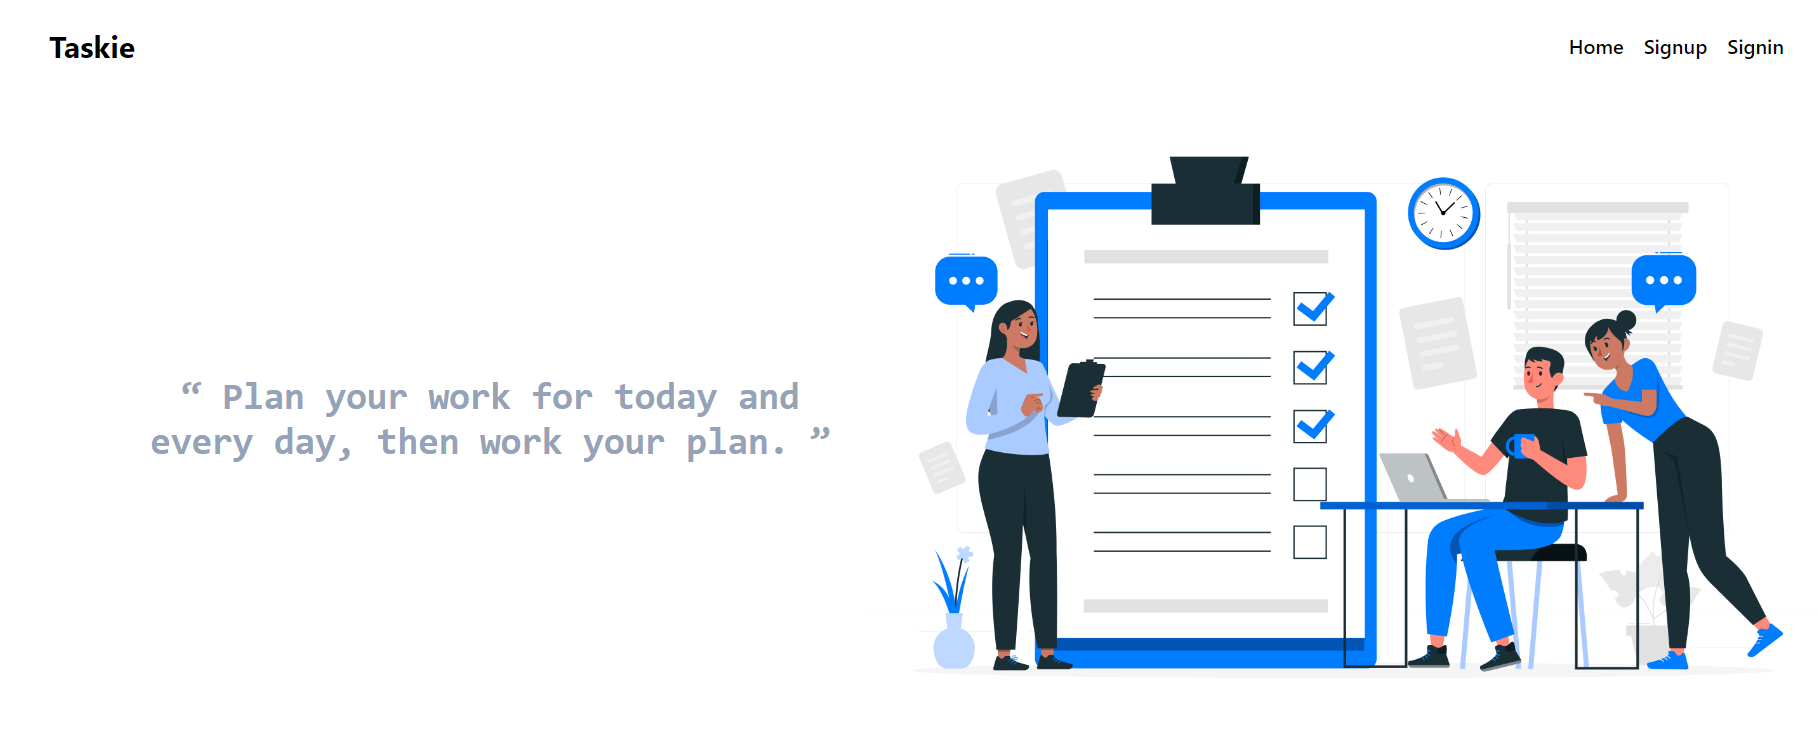 Taskie
Home Signup Signin
“ Plan your work for today and
every day, then work your plan. ”